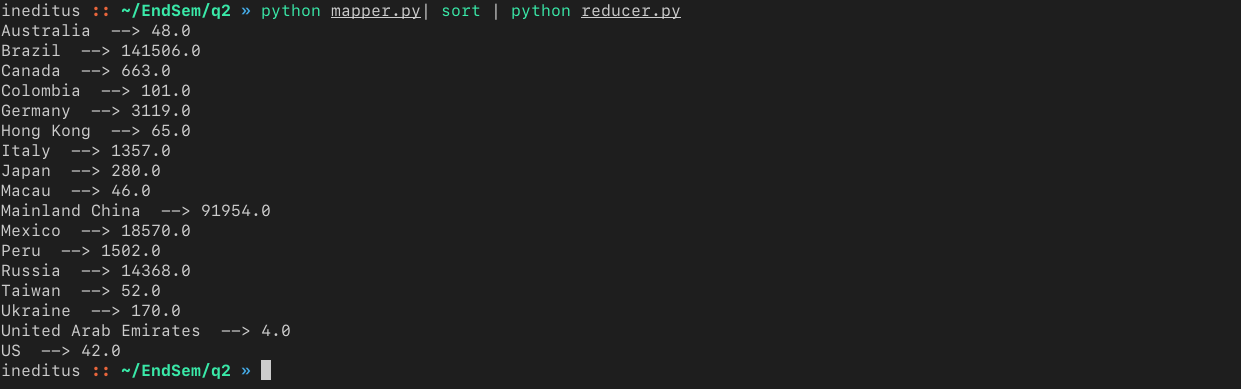 ineditus :: ~/EndSem/q2 » python mapper.py| sort | python reducer.py
Australia  --> 48.0
Brazil  --> 141506.0
Canada  --> 663.0
Colombia  --> 101.0
Germany  --> 3119.0
Hong Kong  --> 65.0
Italy  --> 1357.0
Japan  --> 280.0
Macau  --> 46.0
Mainland China  --> 91954.0
Mexico  --> 18570.0
Peru  --> 1502.0
Russia  --> 14368.0
Taiwan  --> 52.0
Ukraine  --> 170.0
United Arab Emirates  --> 4.0
US  --> 42.0
ineditus :: ~/EndSem/q2 »